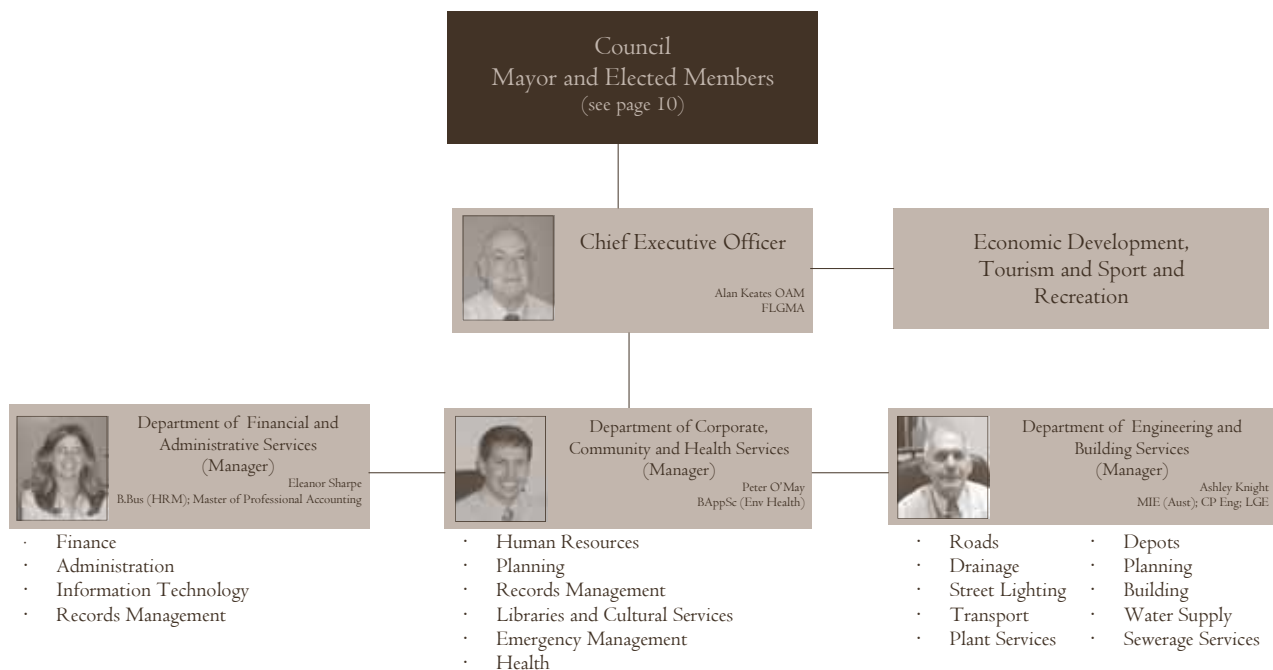 Council
Mayor and Elected Members
(see page 10)
Chief Executive Officer
Alan Keates OAM
FLGMA
Economic Development,
Tourism and Sport and
Recreation
Department of Financial and
Administrative Services
(Manager)
Eleanor Sharpe
B.Bus (HRM); Master of Professional Accounting
· Finance
· Administration
· Information Technology
· Records Management
Department of Corporate,
Community and Health Services
(Manager)
Peter O'May
BAppSc (Env Health)
· Human Resources
· Planning
· Records Management
· Libraries and Cultural Services
· Emergency Management
· Health
Department of Engineering and
Building Services
(Manager)
Ashley Knight
MIE (Aust); CP Eng; LGE
· Roads
· Drainage
· Street Lighting
· Transport
· Plant Services
· Depots
· Planning
· Building
· Water Supply
· Sewerage Services